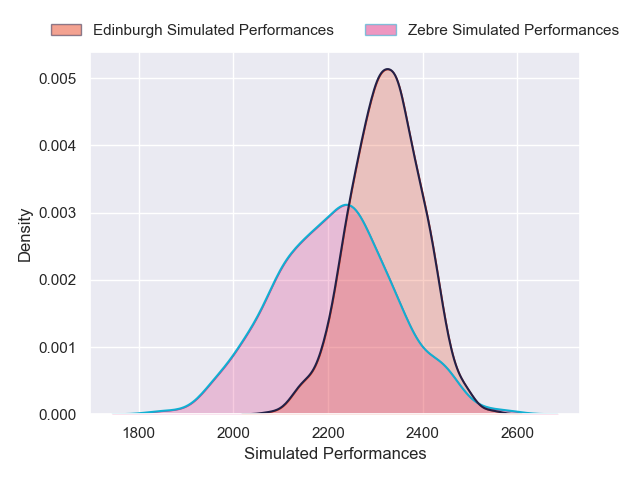 Edinburgh Simulated Performances Zebre Simulated Performances
0.005
0.004
0.003
0.002
0.001
0.000
Density
1800 2000 2200 2400 2600
Simulated Performances